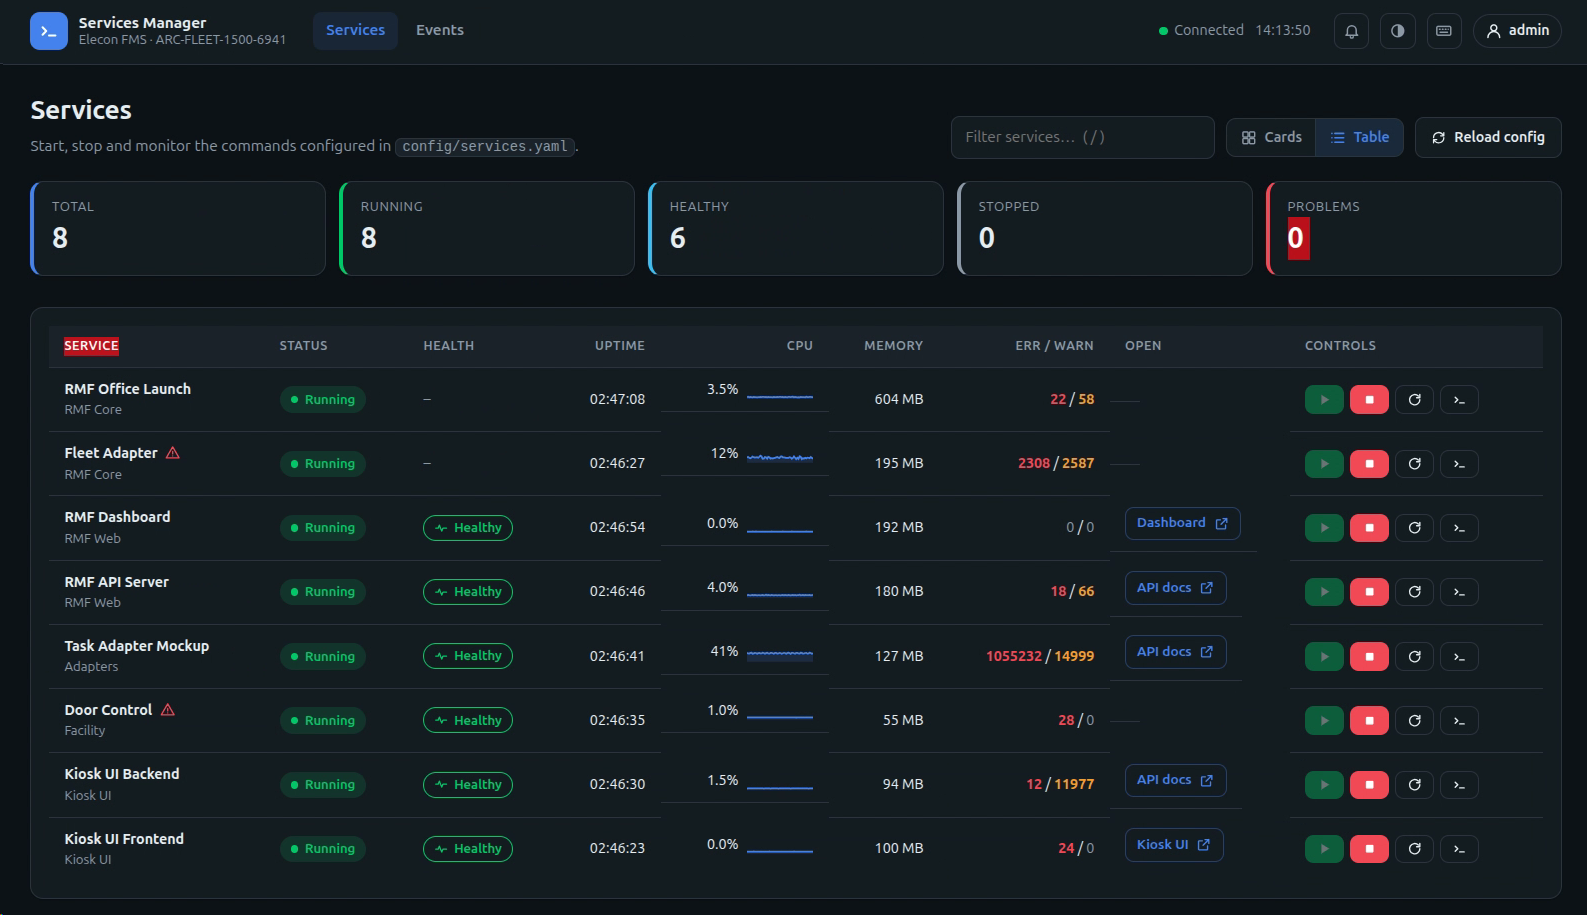 Services Manager
Elecon FMS · ARC-FLEET-1500-6941
Services
Events
Connected
14:13:50
admin
Services
Start, stop and monitor the commands configured in config/services.yaml.
Filter services… (/)
Cards
Table
Reload config
TOTAL
8
RUNNING
8
HEALTHY
6
STOPPED
0
PROBLEMS
0
SERVICE STATUS HEALTH UPTIME CPU MEMORY ERR / WARN OPEN CONTROLS
RMF Office Launch
RMF Core
Running – 02:47:08 3.5% 604 MB 22 / 58 —
Fleet Adapter
RMF Core
Running – 02:46:27 12% 195 MB 2308 / 2587 —
RMF Dashboard
RMF Web
Running Healthy 02:46:54 0.0% 192 MB 0 / 0 Dashboard
RMF API Server
RMF Web
Running Healthy 02:46:46 4.0% 180 MB 18 / 66 API docs
Task Adapter Mockup
Adapters
Running Healthy 02:46:41 41% 127 MB 1055232 / 14999 API docs
Door Control
Facility
Running Healthy 02:46:35 1.0% 55 MB 28 / 0 —
Kiosk UI Backend
Kiosk UI
Running Healthy 02:46:30 1.5% 94 MB 12 / 11977 API docs
Kiosk UI Frontend
Kiosk UI
Running Healthy 02:46:23 0.0% 100 MB 24 / 0 Kiosk UI